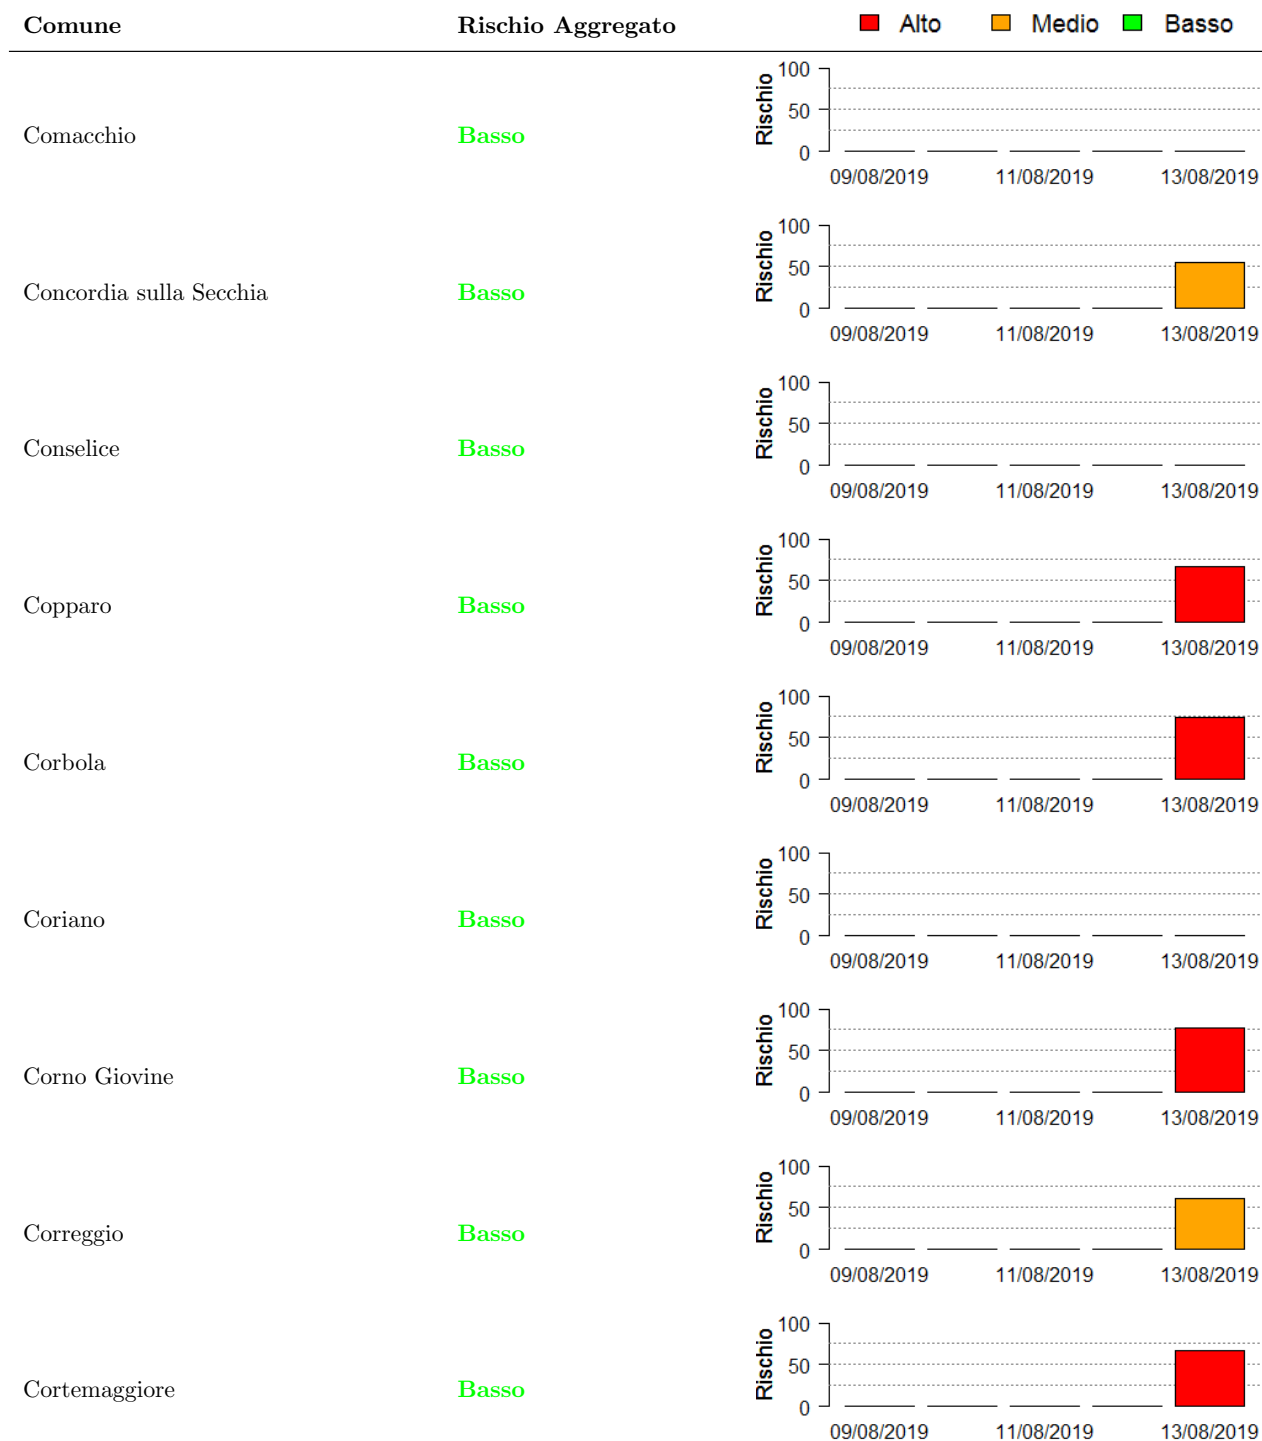 Comune Rischio Aggregato Alto Medio Basso
Comacchio Basso
Rischio
100
50
0
09/08/2019 11/08/2019 13/08/2019
Concordia sulla Secchia Basso
Rischio
100
50
0
09/08/2019 11/08/2019 13/08/2019
Conselice Basso
Rischio
100
50
0
09/08/2019 11/08/2019 13/08/2019
Copparo Basso
Rischio
100
50
0
09/08/2019 11/08/2019 13/08/2019
Corbola Basso
Rischio
100
50
0
09/08/2019 11/08/2019 13/08/2019
Coriano Basso
Rischio
100
50
0
09/08/2019 11/08/2019 13/08/2019
Corno Giovine Basso
Rischio
100
50
0
09/08/2019 11/08/2019 13/08/2019
Correggio Basso
Rischio
100
50
0
09/08/2019 11/08/2019 13/08/2019
Cortemaggiore Basso
Rischio
100
50
0
09/08/2019 11/08/2019 13/08/2019